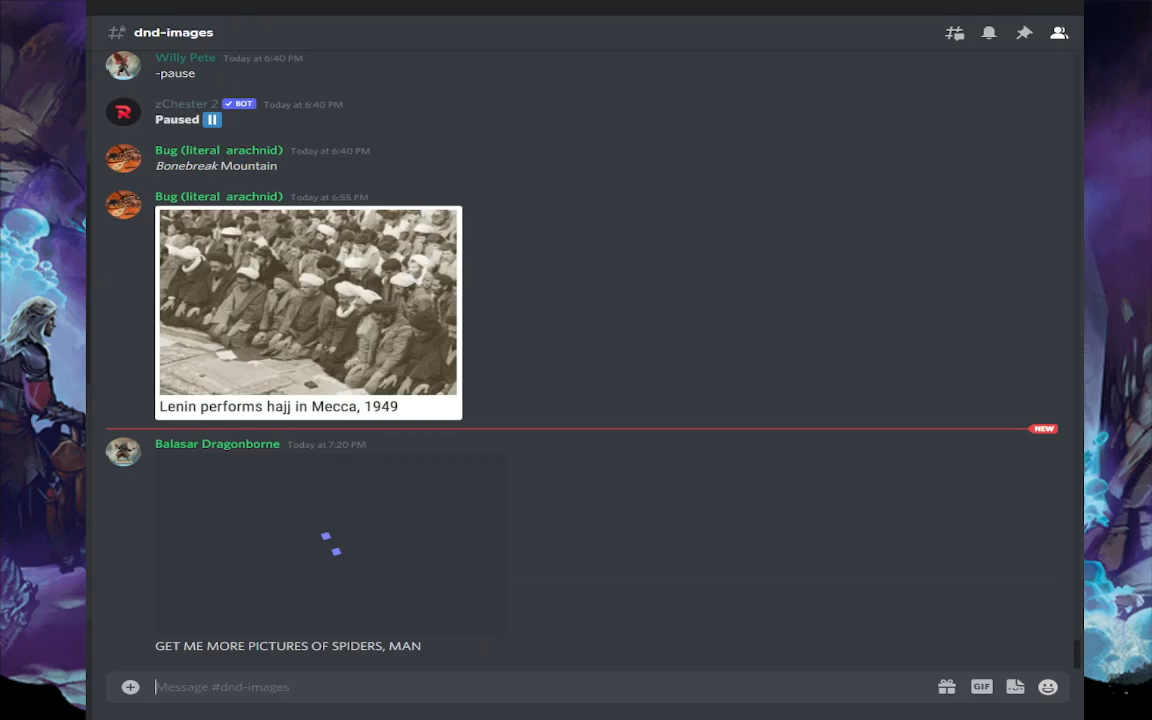 dnd-images
Willy Pete Today at 6:40 PM
-pause
zChester 2 BOT Today at 6:40 PM
Paused
Bug (literal arachnid) Today at 6:40 PM
Bonebreak Mountain
Bug (literal arachnid) Today at 6:55 PM
Lenin performs hajj in Mecca, 1949
NEW
Balasar Dragonborne Today at 7:20 PM
GET ME MORE PICTURES OF SPIDERS, MAN
Message #dnd-images
GIF